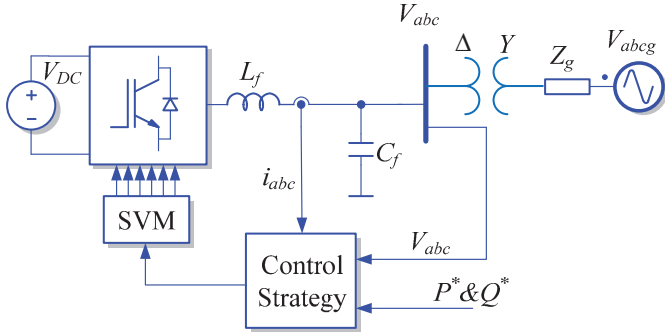 V_abc
Δ Y Z_g V_abcg
V_DC L_f
+
−
C_f
i_abc
SVM
V_abc
Control
Strategy
P*&Q*